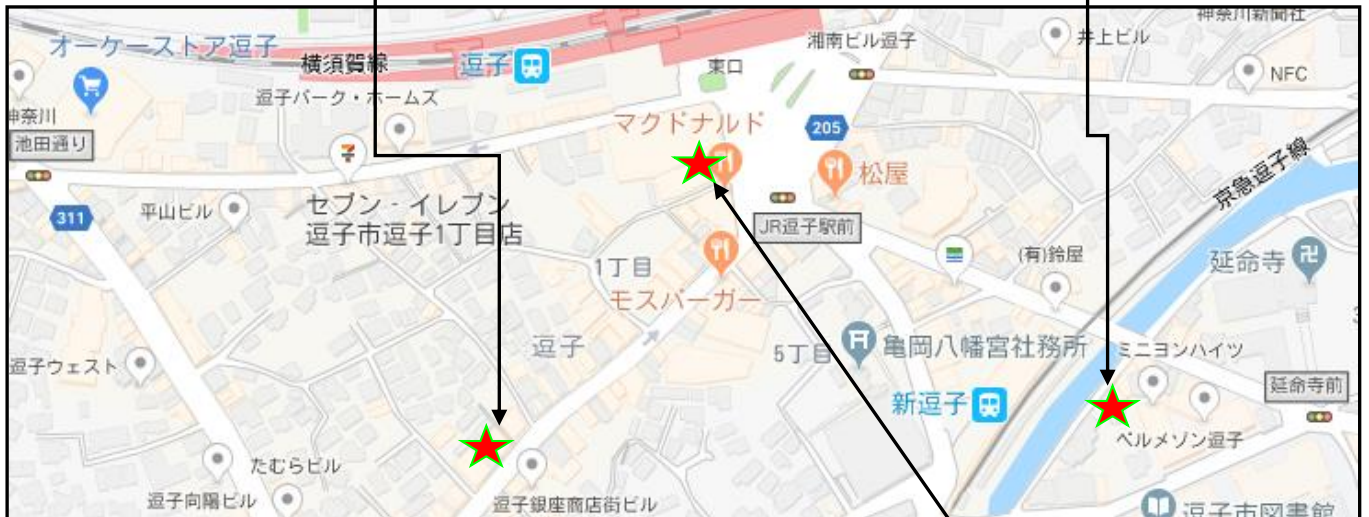 神奈川新聞社
オーケーストア逗子
横須賀線
逗子
湘南ビル逗子
井上ビル
東口
NFC
逗子パーク・ホームズ
神奈川
マクドナルド
205
池田通り
7
松屋
京急逗子線
311
平山ビル
セブン‐イレブン
逗子市逗子1丁目店
JR逗子駅前
(有)鈴屋
延命寺
1丁目
モスバーガー
逗子
5丁目
亀岡八幡宮社務所
ミニヨンハイツ
逗子ウェスト
新逗子
延命寺前
ベルメゾン逗子
たむらビル
逗子向陽ビル
逗子銀座商店街ビル
逗子市図書館